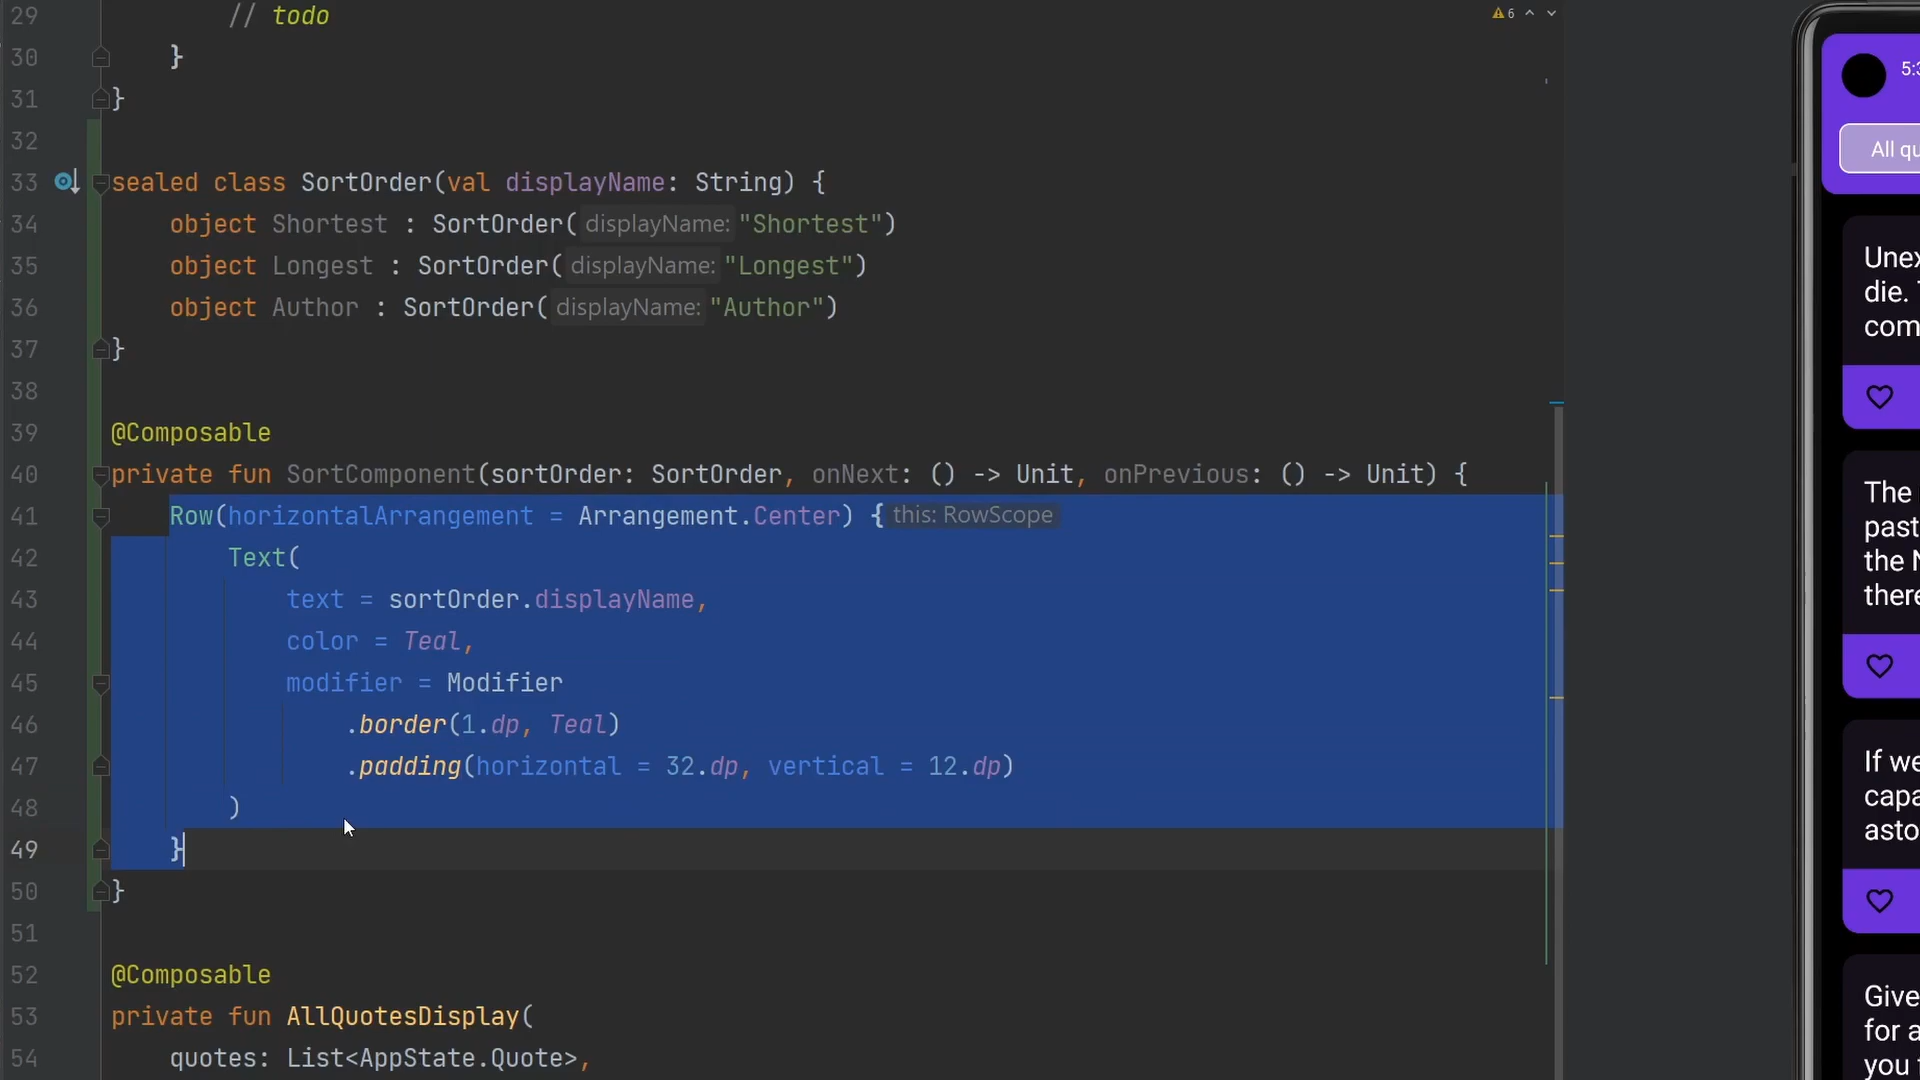 29 // todo
30 }
31 }
32
33 sealed class SortOrder(val displayName: String) {
34 object Shortest : SortOrder( displayName: "Shortest")
35 object Longest : SortOrder( displayName: "Longest")
36 object Author : SortOrder( displayName: "Author")
37 }
38
39 @Composable
40 private fun SortComponent(sortOrder: SortOrder, onNext: () -> Unit, onPrevious: () -> Unit) {
41 Row(horizontalArrangement = Arrangement.Center) { this: RowScope
42 Text(
43 text = sortOrder.displayName,
44 color = Teal,
45 modifier = Modifier
46 .border(1.dp, Teal)
47 .padding(horizontal = 32.dp, vertical = 12.dp)
48 )
49 }
50 }
51
52 @Composable
53 private fun AllQuotesDisplay(
54 quotes: List<AppState.Quote>,
6
5:3
All qu
Unex
die. T
com
The
past
the N
there
If we
capa
asto
Give
for a
you